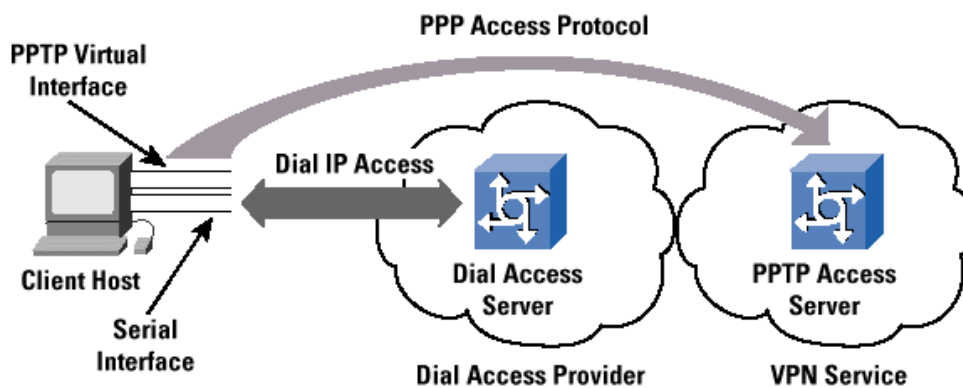 PPP Access Protocol
PPTP Virtual
Interface
Dial IP Access
Client Host
Serial
Interface
Dial Access
Server
Dial Access Provider
PPTP Access
Server
VPN Service